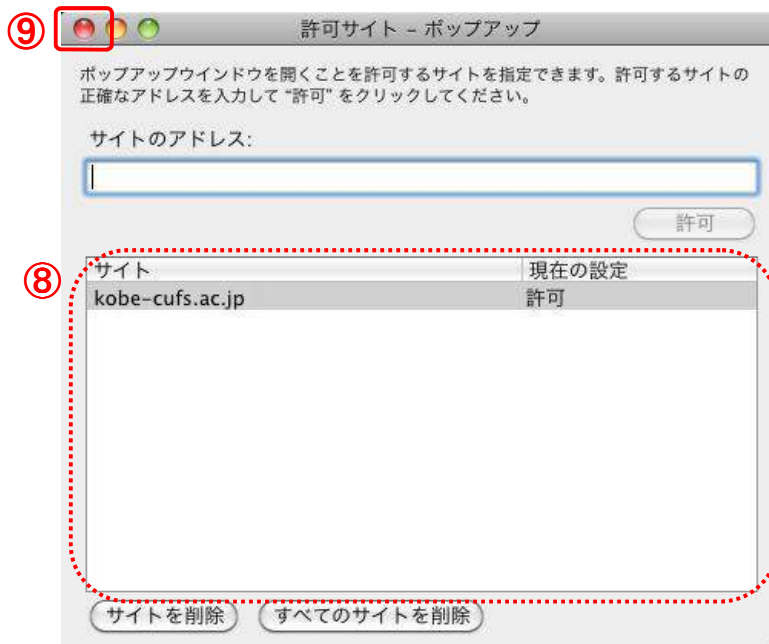 ⑨
許可サイト – ポップアップ
ポップアップウインドウを開くことを許可するサイトを指定できます。許可するサイトの
正確なアドレスを入力して “許可” をクリックしてください。
サイトのアドレス:
許可
⑧
サイト 現在の設定
kobe-cufs.ac.jp 許可
サイトを削除 すべてのサイトを削除